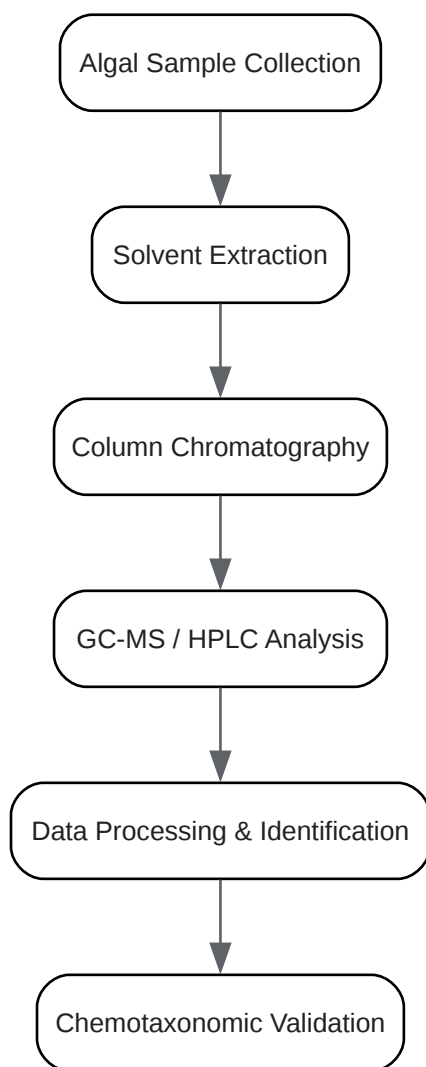 Algal Sample Collection
Solvent Extraction
Column Chromatography
GC-MS / HPLC Analysis
Data Processing & Identification
Chemotaxonomic Validation